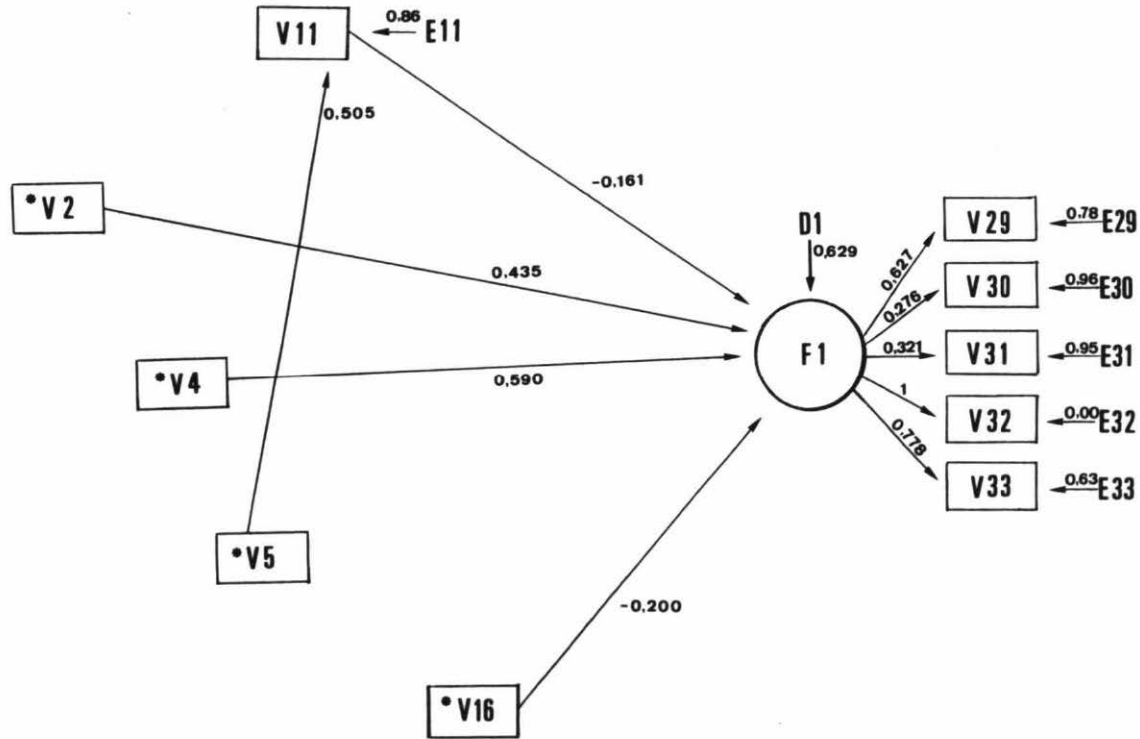 V11
0.86
E11
0,505
-0,161
*V2
D1
0,629
0,435
*V4
0,590
F1
0,627
0,276
0,321
1
0,778
V29
0.78
E29
V30
0.96
E30
V31
0.95
E31
V32
0.00
E32
V33
0.63
E33
*V5
-0,200
*V16